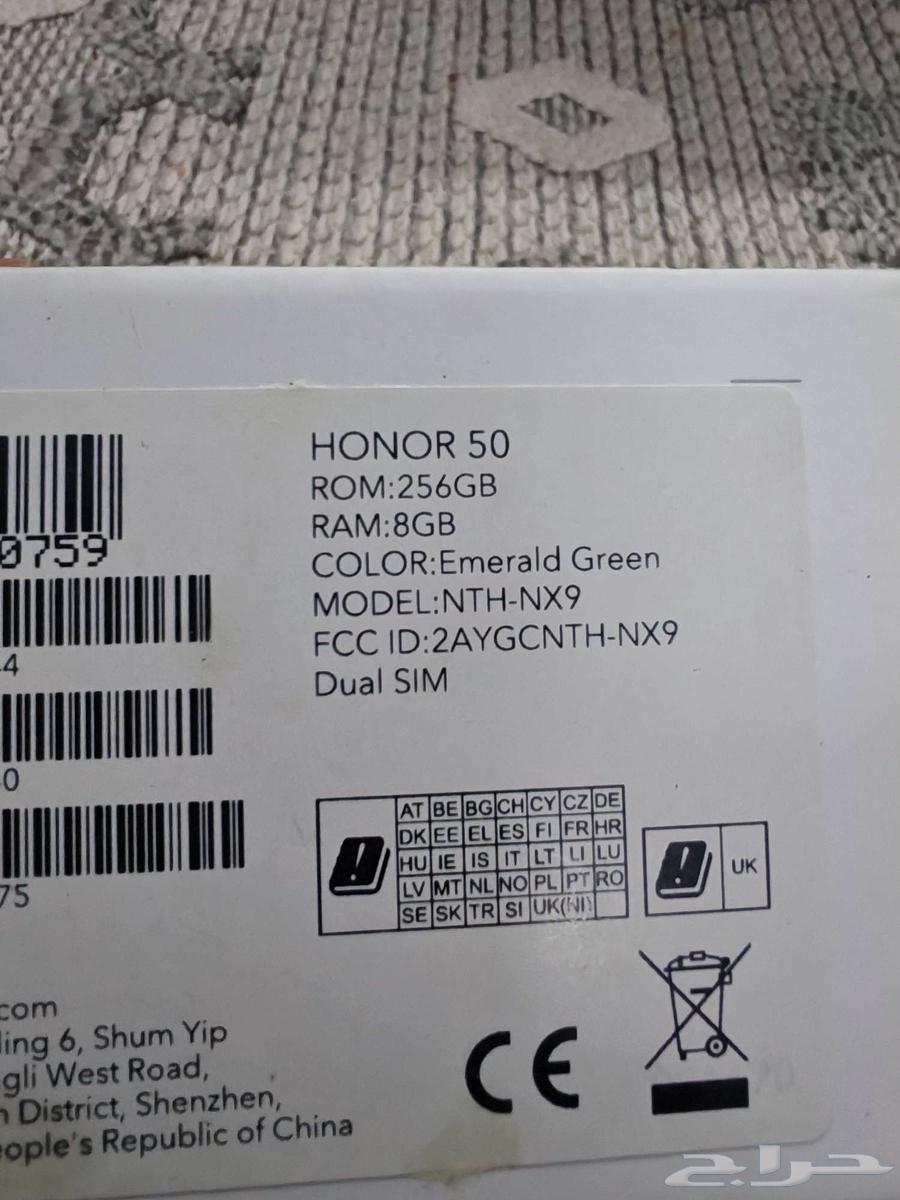 HONOR 50
ROM:256GB
RAM:8GB
COLOR:Emerald Green
MODEL:NTH-NX9
FCC ID:2AYGCNTH-NX9
Dual SIM
0759
4
0
75
AT BE BG CH CY CZ DE
DK EE EL ES FI FR HR
HU IE IS IT LT LI LU
LV MT NL NO PL PT RO
SE SK TR SI UK(NI)
UK
.com
ding 6, Shum Yip
gli West Road,
n District, Shenzhen,
eople's Republic of China
CE
حراج